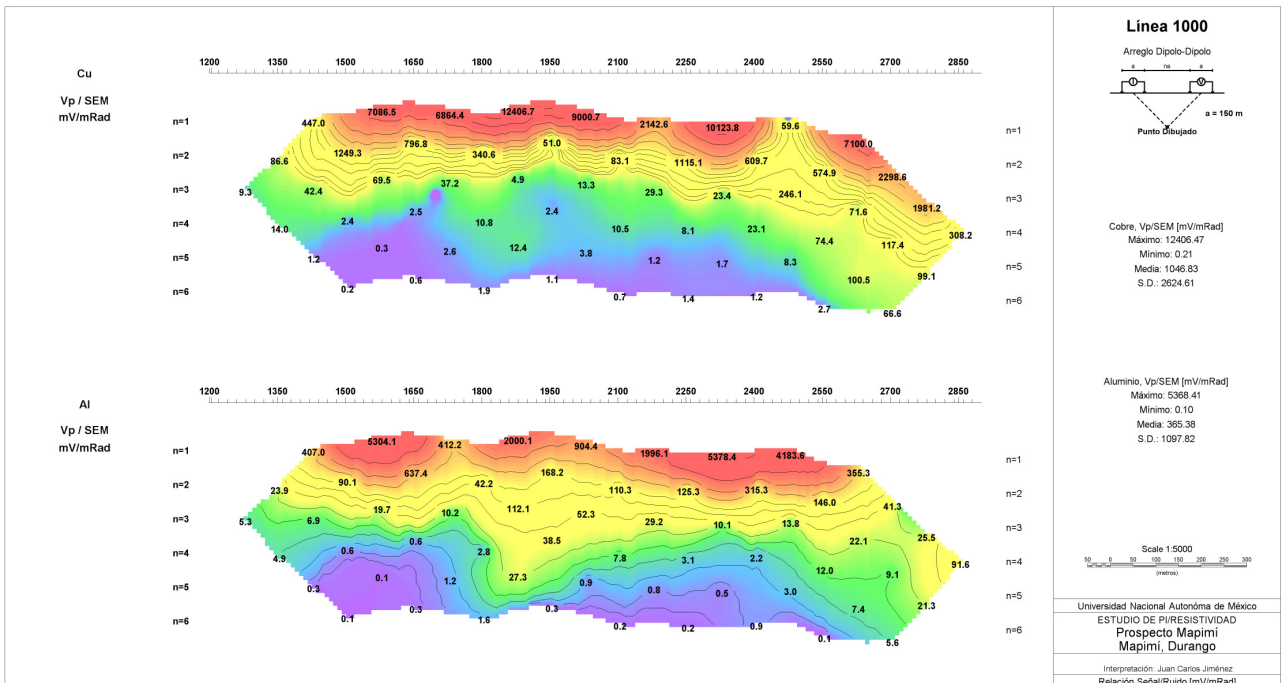 Línea 1000
Arreglo Dipolo-Dipolo
a na a
I V
a = 150 m
Punto Dibujado
Cu
Vp / SEM
mV/mRad
1200 1350 1500 1650 1800 1950 2100 2250 2400 2550 2700 2850
n=1 447.0 7086.5 6864.4 12406.7 9000.7 2142.6 10123.8 59.6 7100.0 n=1
n=2 86.6 1249.3 796.8 340.6 51.0 83.1 1115.1 609.7 574.9 2298.6 n=2
n=3 9.3 42.4 69.5 37.2 4.9 13.3 29.3 23.4 246.1 71.6 1981.2 n=3
n=4 14.0 2.4 2.5 10.8 2.4 10.5 8.1 23.1 74.4 117.4 308.2 n=4
n=5 1.2 0.3 2.6 12.4 3.8 1.2 1.7 8.3 100.5 99.1 n=5
n=6 0.2 0.6 1.9 1.1 0.7 1.4 1.2 2.7 66.6 n=6
Cobre, Vp/SEM [mV/mRad]
Máximo: 12406.47
Mínimo: 0.21
Media: 1046.83
S.D.: 2624.61
Al
Vp / SEM
mV/mRad
1200 1350 1500 1650 1800 1950 2100 2250 2400 2550 2700 2850
n=1 407.0 5304.1 412.2 2000.1 904.4 1996.1 5378.4 4183.6 355.3 n=1
n=2 23.9 90.1 637.4 42.2 168.2 110.3 125.3 315.3 146.0 41.3 n=2
n=3 5.3 6.9 19.7 10.2 112.1 52.3 29.2 10.1 13.8 22.1 25.5 n=3
n=4 4.9 0.6 0.6 2.8 38.5 7.8 3.1 2.2 12.0 9.1 91.6 n=4
n=5 0.3 0.1 1.2 27.3 0.9 0.8 0.5 3.0 7.4 21.3 n=5
n=6 0.1 0.3 1.6 0.3 0.2 0.2 0.9 0.1 5.6 n=6
Aluminio, Vp/SEM [mV/mRad]
Máximo: 5368.41
Mínimo: 0.10
Media: 365.38
S.D.: 1097.82
Scale 1:5000
50 0 50 100 150 200 250 300
(metros)
Universidad Nacional Autonóma de México
ESTUDIO DE PI/RESISTIVIDAD
Prospecto Mapimí
Mapimí, Durango
Interpretación: Juan Carlos Jiménez
Relación Señal/Ruido [mV/mRad]